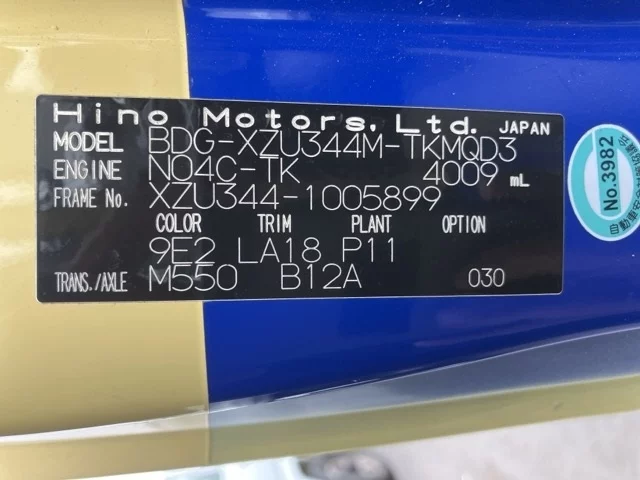 Hino Motors, Ltd. JAPAN
MODEL BDG-XZU344M-TKMQD3
ENGINE N04C-TK 4009 mL
FRAME No. XZU344-1005899
COLOR TRIM PLANT OPTION
9E2 LA18 P11
TRANS./AXLE M550 B12A 030
No.3982